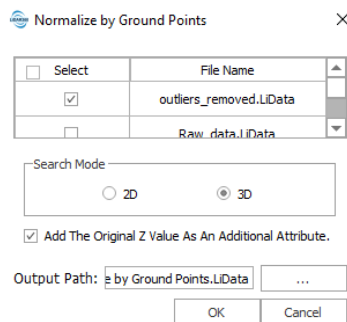 Normalize by Ground Points
Select File Name
outliers_removed.LiData
Raw_data.LiData
Search Mode
2D 3D
Add The Original Z Value As An Additional Attribute.
Output Path: e by Ground Points.LiData ...
OK Cancel